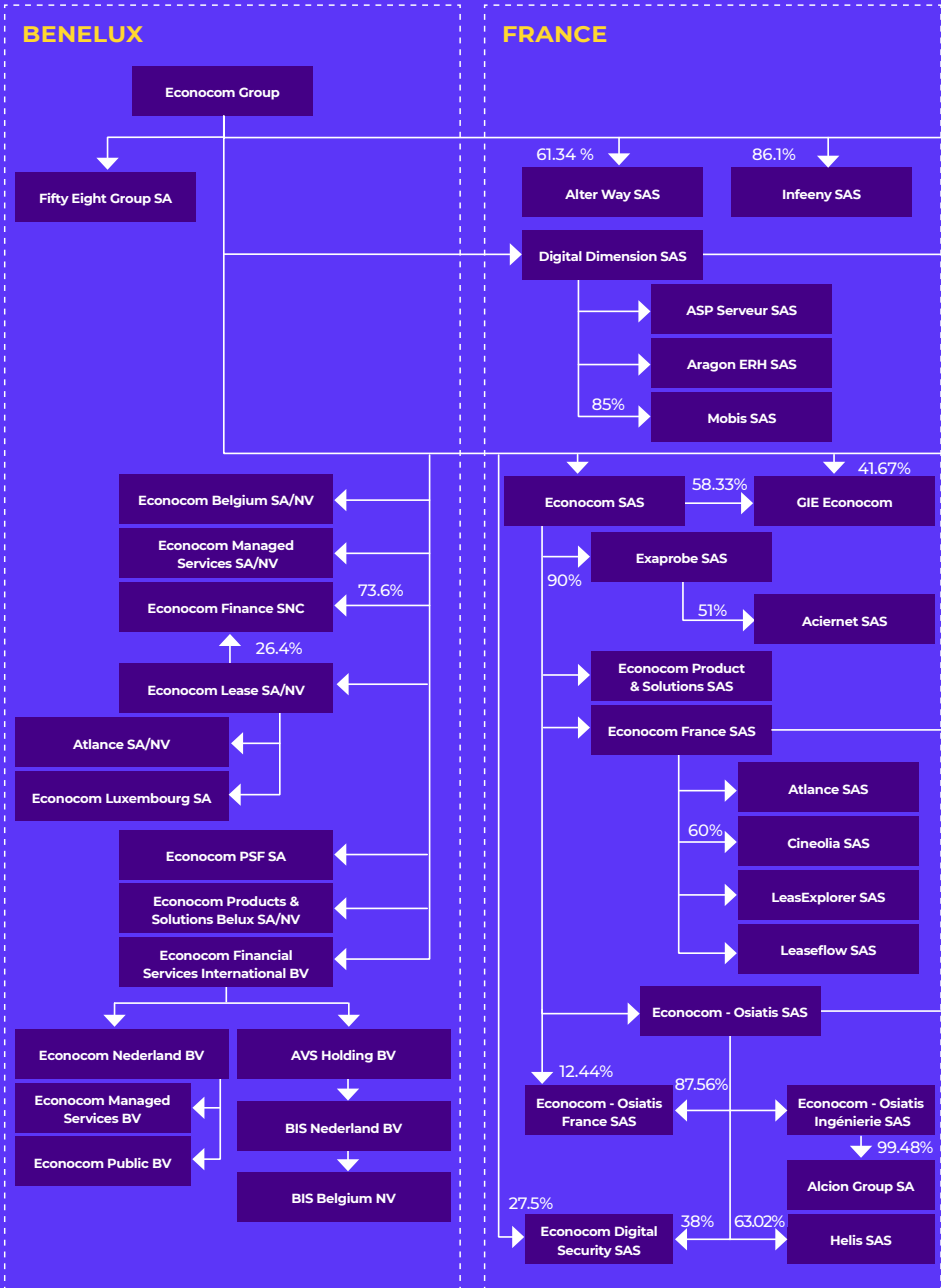 BENELUX
FRANCE
Econocom Group
61.34 %
86.1%
Fifty Eight Group SA
Alter Way SAS
Infeeny SAS
Digital Dimension SAS
ASP Serveur SAS
Aragon ERH SAS
85%
Mobis SAS
41.67%
Econocom Belgium SA/NV
Econocom SAS
58.33%
GIE Econocom
Econocom Managed
Services SA/NV
Exaprobe SAS
90%
73.6%
Econocom Finance SNC
51%
Aciernet SAS
26.4%
Econocom Lease SA/NV
Econocom Product
& Solutions SAS
Atlance SA/NV
Econocom France SAS
Econocom Luxembourg SA
Atlance SAS
60%
Cineolia SAS
Econocom PSF SA
LeasExplorer SAS
Econocom Products &
Solutions Belux SA/NV
Leaseflow SAS
Econocom Financial
Services International BV
Econocom - Osiatis SAS
Econocom Nederland BV
AVS Holding BV
12.44%
87.56%
Econocom Managed
Services BV
BIS Nederland BV
Econocom - Osiatis
France SAS
Econocom - Osiatis
Ingénierie SAS
99.48%
Econocom Public BV
BIS Belgium NV
Alcion Group SA
27.5%
Econocom Digital
Security SAS
38%
63.02%
Helis SAS